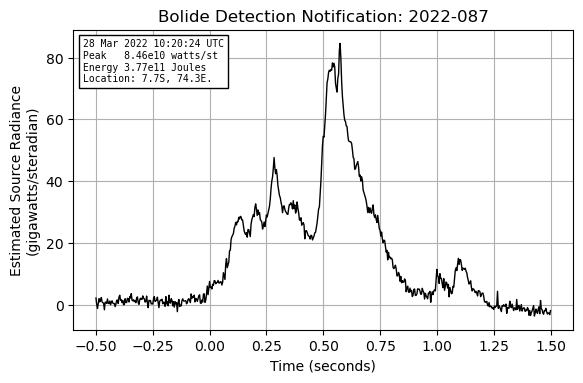 Bolide Detection Notification: 2022-087
28 Mar 2022 10:20:24 UTC
Peak   8.46e10 watts/st
Energy 3.77e11 Joules
Location: 7.7S, 74.3E.
Estimated Source Radiance
(gigawatts/steradian)
80
60
40
20
0
−0.50 −0.25 0.00 0.25 0.50 0.75 1.00 1.25 1.50
Time (seconds)